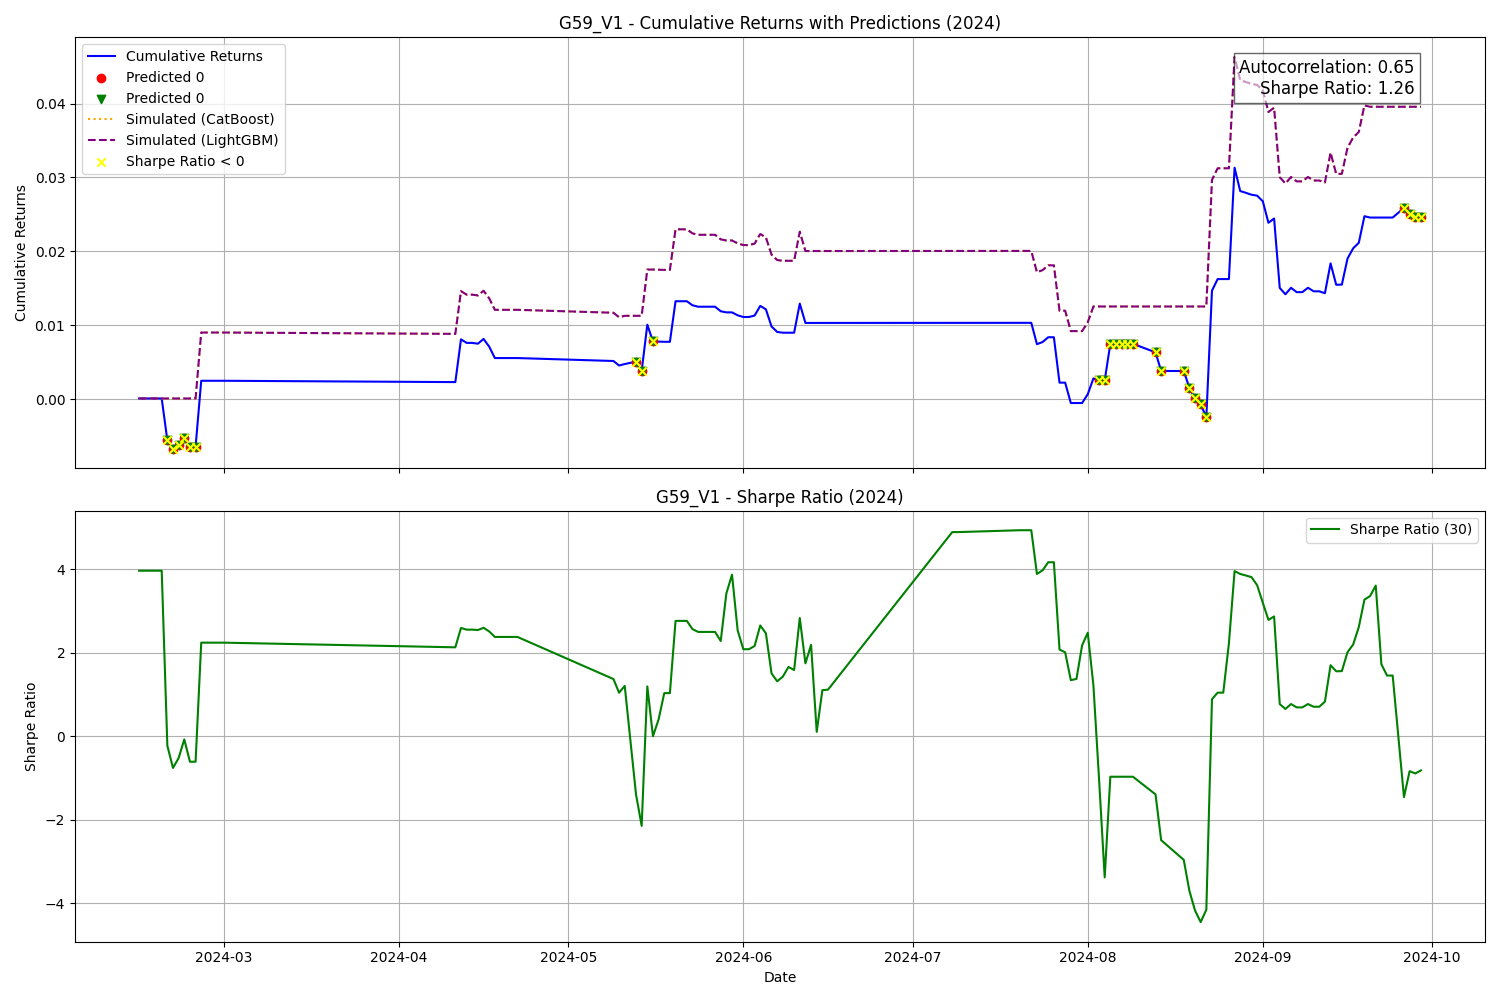 G59_V1 - Cumulative Returns with Predictions (2024)
Cumulative Returns
Predicted 0
Predicted 0
Simulated (CatBoost)
Simulated (LightGBM)
Sharpe Ratio < 0
Autocorrelation: 0.65
Sharpe Ratio: 1.26
0.04
0.03
0.02
0.01
0.00
Cumulative Returns
G59_V1 - Sharpe Ratio (2024)
Sharpe Ratio (30)
4
2
0
−2
−4
Sharpe Ratio
2024-03
2024-04
2024-05
2024-06
2024-07
2024-08
2024-09
2024-10
Date